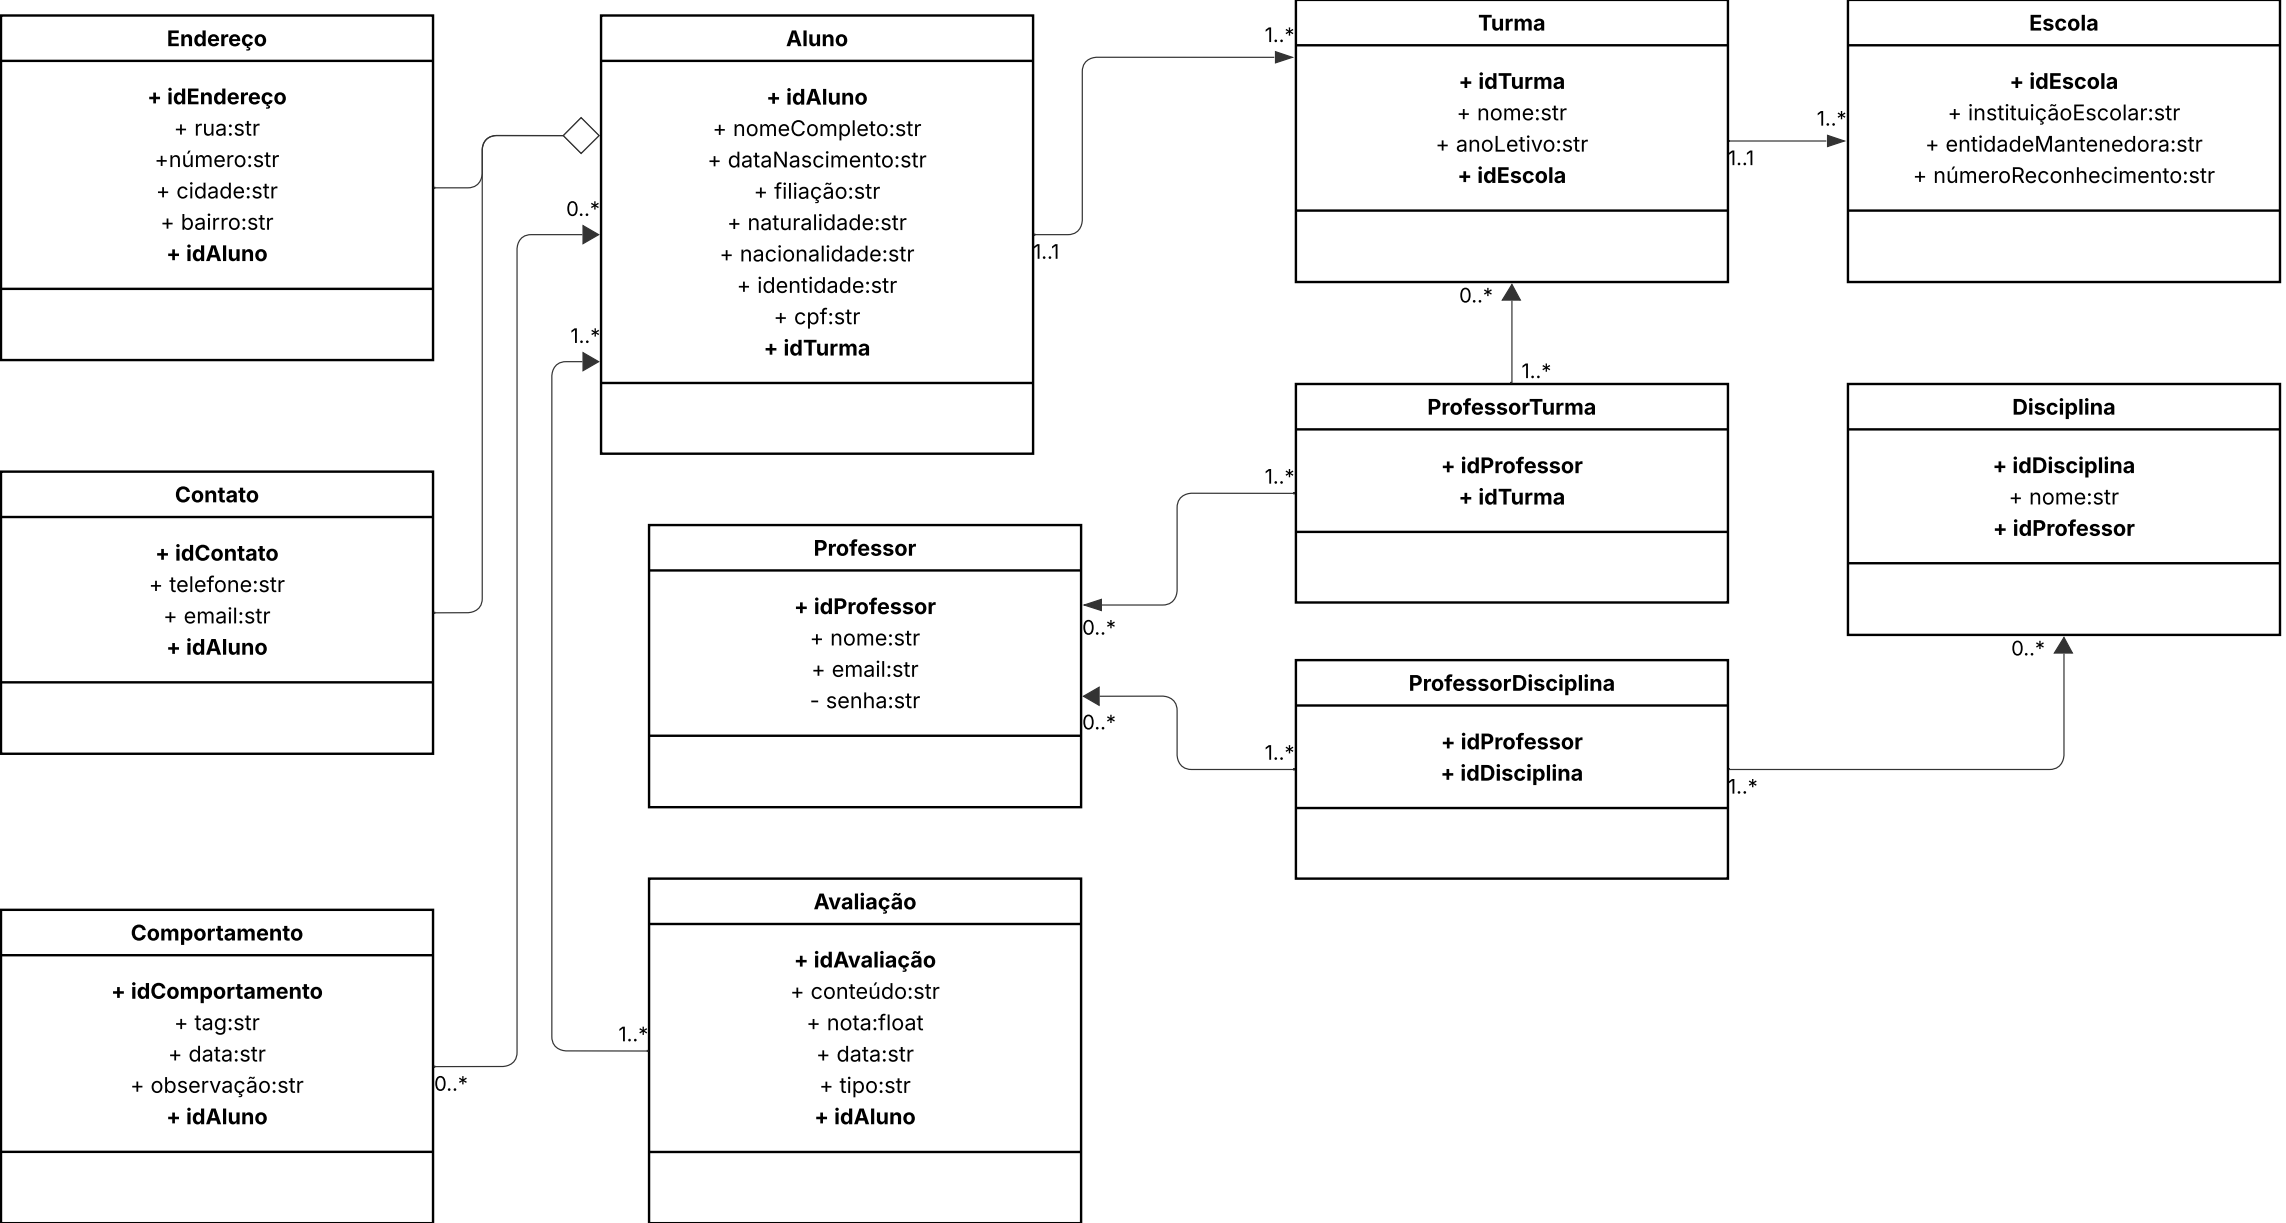 Endereço
+ idEndereço
+ rua:str
+número:str
+ cidade:str
+ bairro:str
+ idAluno
Aluno
+ idAluno
+ nomeCompleto:str
+ dataNascimento:str
+ filiação:str
+ naturalidade:str
+ nacionalidade:str
+ identidade:str
+ cpf:str
+ idTurma
0..*
1..*
1..1
1..*
Turma
+ idTurma
+ nome:str
+ anoLetivo:str
+ idEscola
1..1
1..*
Escola
+ idEscola
+ instituiçãoEscolar:str
+ entidadeMantenedora:str
+ númeroReconhecimento:str
0..*
1..*
Contato
+ idContato
+ telefone:str
+ email:str
+ idAluno
Professor
+ idProfessor
+ nome:str
+ email:str
- senha:str
0..*
0..*
ProfessorTurma
+ idProfessor
+ idTurma
1..*
Disciplina
+ idDisciplina
+ nome:str
+ idProfessor
0..*
ProfessorDisciplina
+ idProfessor
+ idDisciplina
1..*
1..*
Comportamento
+ idComportamento
+ tag:str
+ data:str
+ observação:str
+ idAluno
0..*
Avaliação
+ idAvaliação
+ conteúdo:str
+ nota:float
+ data:str
+ tipo:str
+ idAluno
1..*